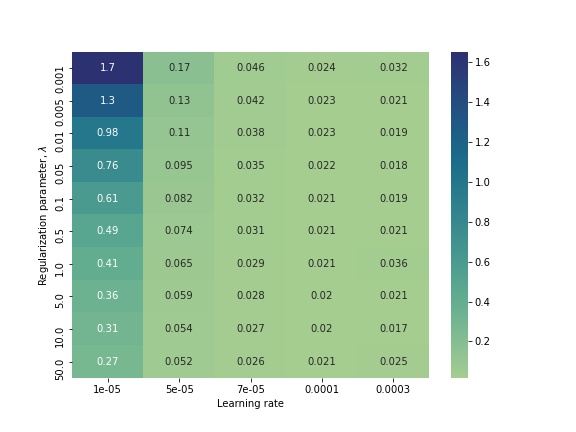 1.7 0.17 0.046 0.024 0.032
1.3 0.13 0.042 0.023 0.021
0.98 0.11 0.038 0.023 0.019
0.76 0.095 0.035 0.022 0.018
0.61 0.082 0.032 0.021 0.019
0.49 0.074 0.031 0.021 0.021
0.41 0.065 0.029 0.021 0.036
0.36 0.059 0.028 0.02 0.021
0.31 0.054 0.027 0.02 0.017
0.27 0.052 0.026 0.021 0.025
0.001
0.005
0.01
0.05
0.1
0.5
1.0
5.0
10.0
50.0
Regularization parameter, λ
1e-05 5e-05 7e-05 0.0001 0.0003
Learning rate
1.6
1.4
1.2
1.0
0.8
0.6
0.4
0.2